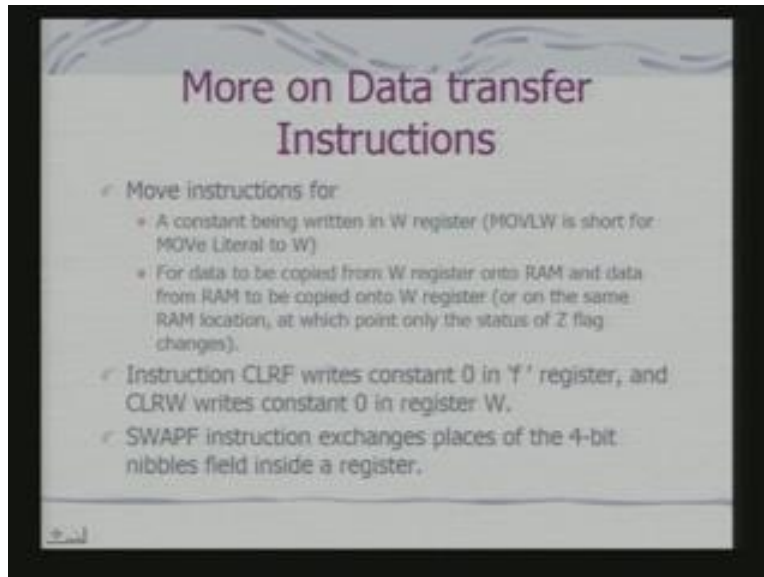 More on Data transfer
Instructions
Move instructions for
A constant being written in W register (MOVLW is short for
MOVe Literal to W)
For data to be copied from W register onto RAM and data
from RAM to be copied onto W register (or on the same
RAM location, at which point only the status of Z flag
changes).
Instruction CLRF writes constant 0 in 'f ' register, and
CLRW writes constant 0 in register W.
SWAPF instruction exchanges places of the 4-bit
nibbles field inside a register.